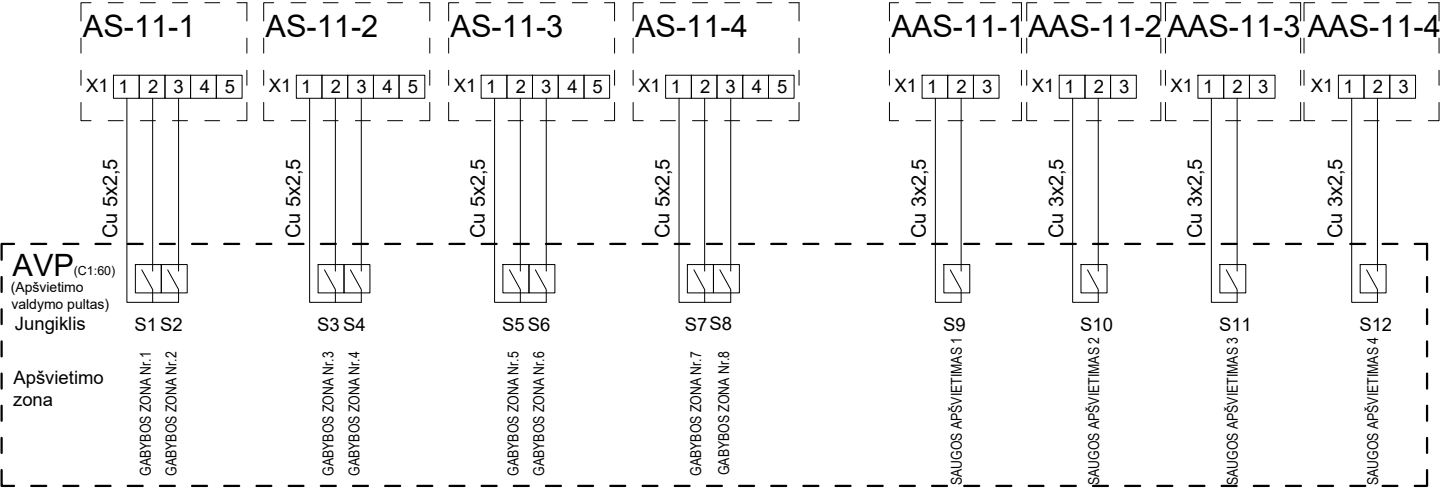 AS-11-1 AS-11-2 AS-11-3 AS-11-4 AAS-11-1 AAS-11-2 AAS-11-3 AAS-11-4
X1 1 2 3 4 5 X1 1 2 3 4 5 X1 1 2 3 4 5 X1 1 2 3 4 5 X1 1 2 3 X1 1 2 3 X1 1 2 3 X1 1 2 3
Cu 5x2,5 Cu 5x2,5 Cu 5x2,5 Cu 5x2,5 Cu 3x2,5 Cu 3x2,5 Cu 3x2,5 Cu 3x2,5
AVP (C1:60)
(Apšvietimo
valdymo pultas)
Jungiklis S1 S2 S3 S4 S5 S6 S7 S8 S9 S10 S11 S12
Apšvietimo
zona
GABYBOS ZONA Nr.1
GABYBOS ZONA Nr.2
GABYBOS ZONA Nr.3
GABYBOS ZONA Nr.4
GABYBOS ZONA Nr.5
GABYBOS ZONA Nr.6
GABYBOS ZONA Nr.7
GABYBOS ZONA Nr.8
SAUGOS APŠVIETIMAS 1
SAUGOS APŠVIETIMAS 2
SAUGOS APŠVIETIMAS 3
SAUGOS APŠVIETIMAS 4